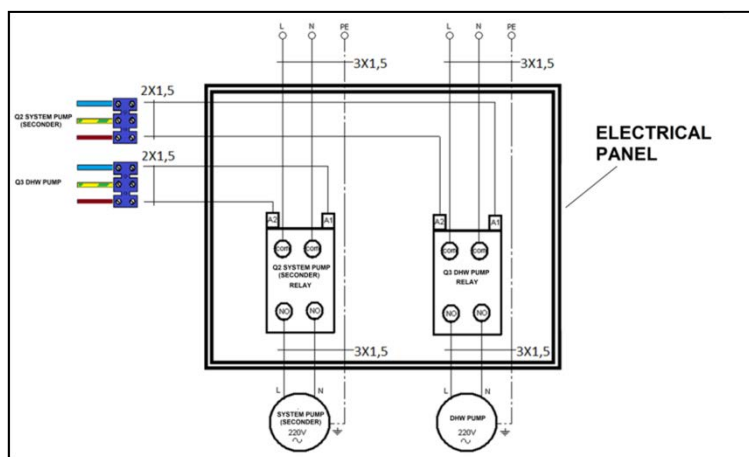 L N PE
L N PE
3X1,5
3X1,5
2X1,5
Q2 SYSTEM PUMP
(SECONDER)
2X1,5
Q3 DHW PUMP
ELECTRICAL
PANEL
A2 A1
com com
Q2 SYSTEM PUMP
(SECONDER)
RELAY
NO NO
A2 A1
com com
Q3 DHW PUMP
RELAY
NO NO
3X1,5
3X1,5
L N
SYSTEM PUMP
(SECONDER)
220V
L N
DHW PUMP
220V